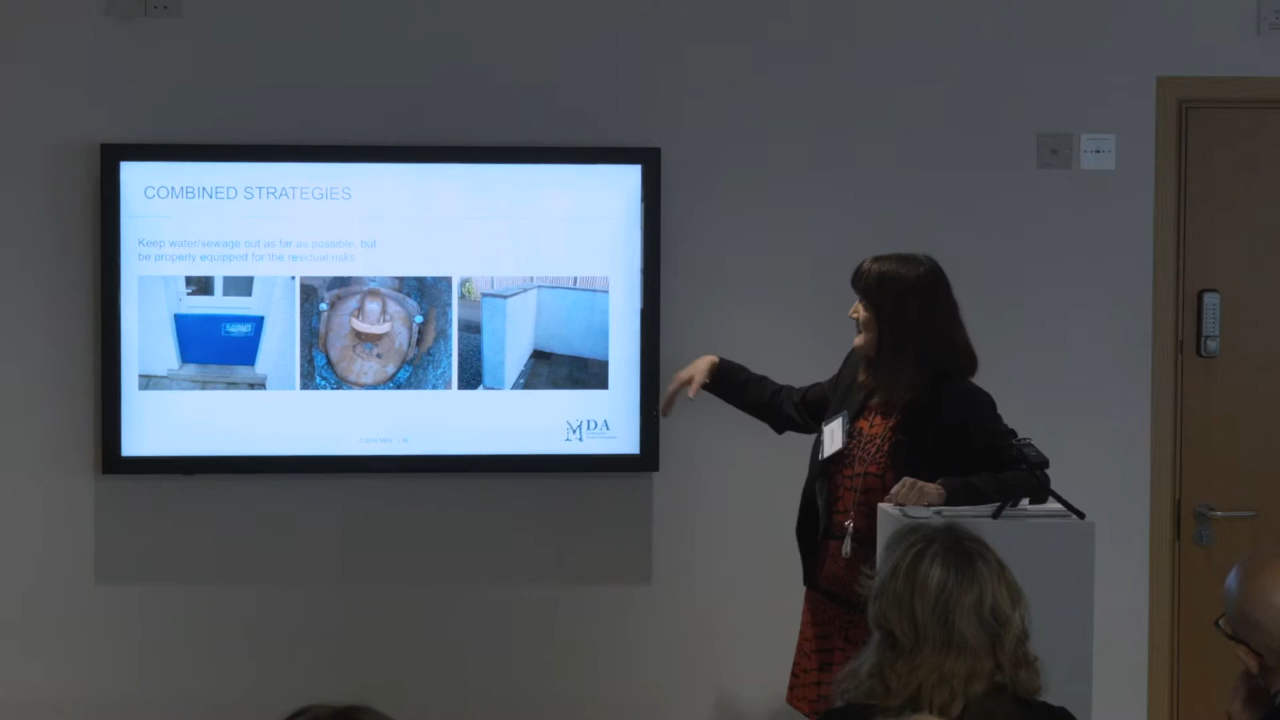 COMBINED STRATEGIES
Keep water/sewage out as far as possible, but
be properly equipped for the residual risks
MDA